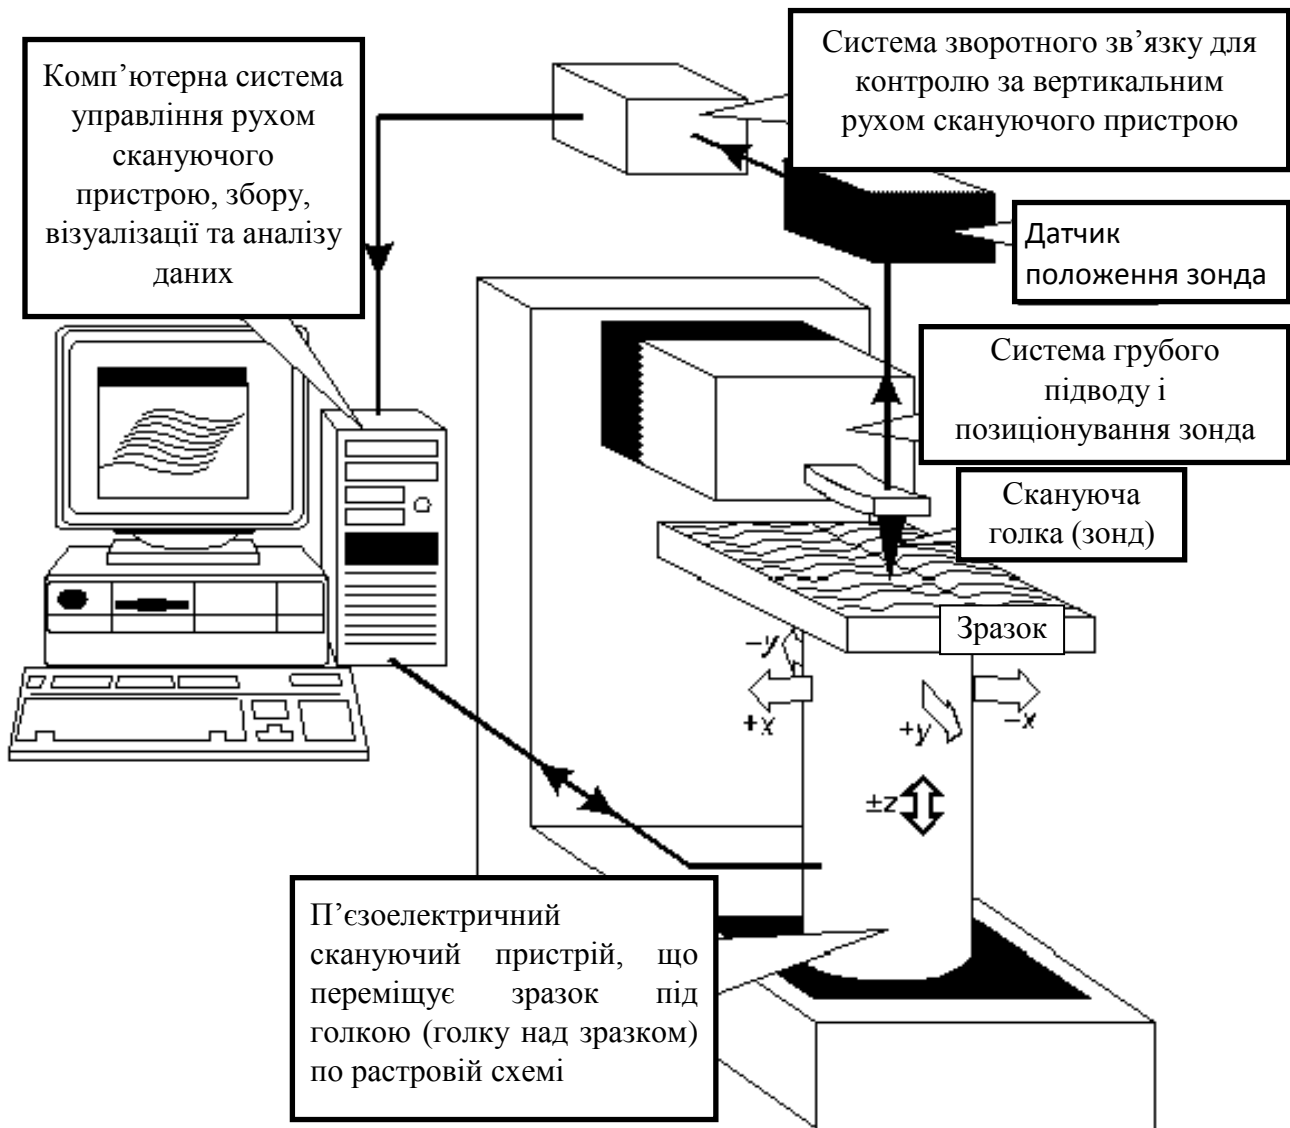 Комп’ютерна система
управління рухом
скануючого
пристрою, збору,
візуалізації та аналізу
даних
Система зворотного зв’язку для
контролю за вертикальним
рухом скануючого пристрою
Датчик
положення зонда
Система грубого
підводу і
позиціонування зонда
Скануюча
голка (зонд)
Зразок
−y
+x
+y
−x
±z
П’єзоелектричний
скануючий пристрій, що
переміщує зразок під
голкою (голку над зразком)
по растровій схемі